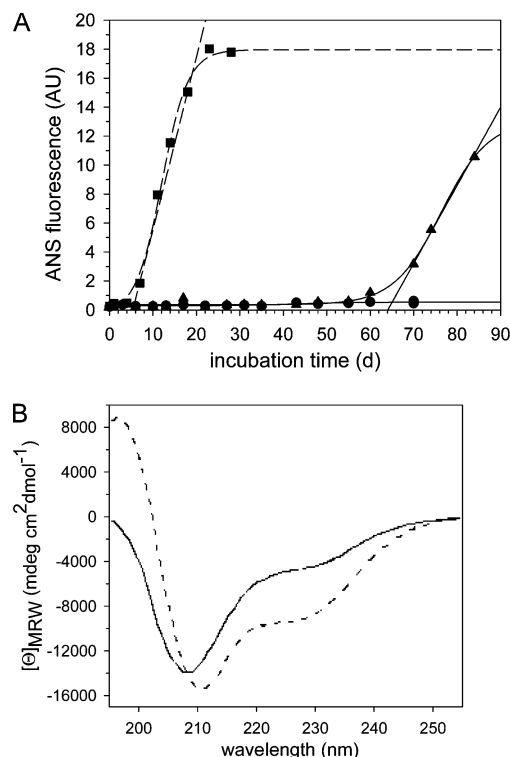 A
ANS fluorescence (AU)
20
18
16
14
12
10
8
6
4
2
0
0 10 20 30 40 50 60 70 80 90
incubation time (d)
B
[Θ]MRW (mdeg cm2dmol-1)
8000
4000
0
-4000
-8000
-12000
-16000
200 210 220 230 240 250
wavelength (nm)